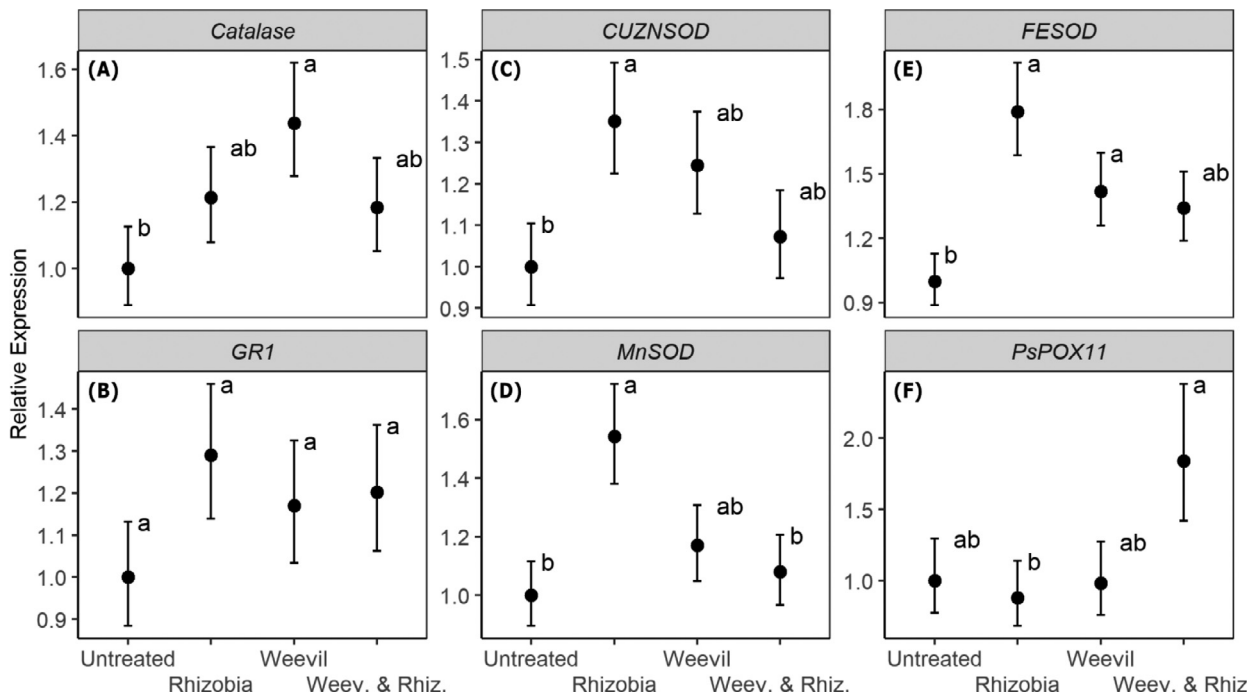 Relative Expression
Catalase
(A)
1.6
1.4
1.2
1.0
b
ab
a
ab
CUZNSOD
(C)
1.5
1.4
1.3
1.2
1.1
1.0
0.9
b
a
ab
ab
FESOD
(E)
1.8
1.5
1.2
0.9
b
a
a
ab
GR1
(B)
1.4
1.3
1.2
1.1
1.0
0.9
a
a
a
a
MnSOD
(D)
1.6
1.4
1.2
1.0
b
a
ab
b
PsPOX11
(F)
2.0
1.5
1.0
ab
b
ab
a
Untreated
Rhizobia
Weevil
Weev. & Rhiz.
Untreated
Rhizobia
Weevil
Weev. & Rhiz.
Untreated
Rhizobia
Weevil
Weev. & Rhiz.